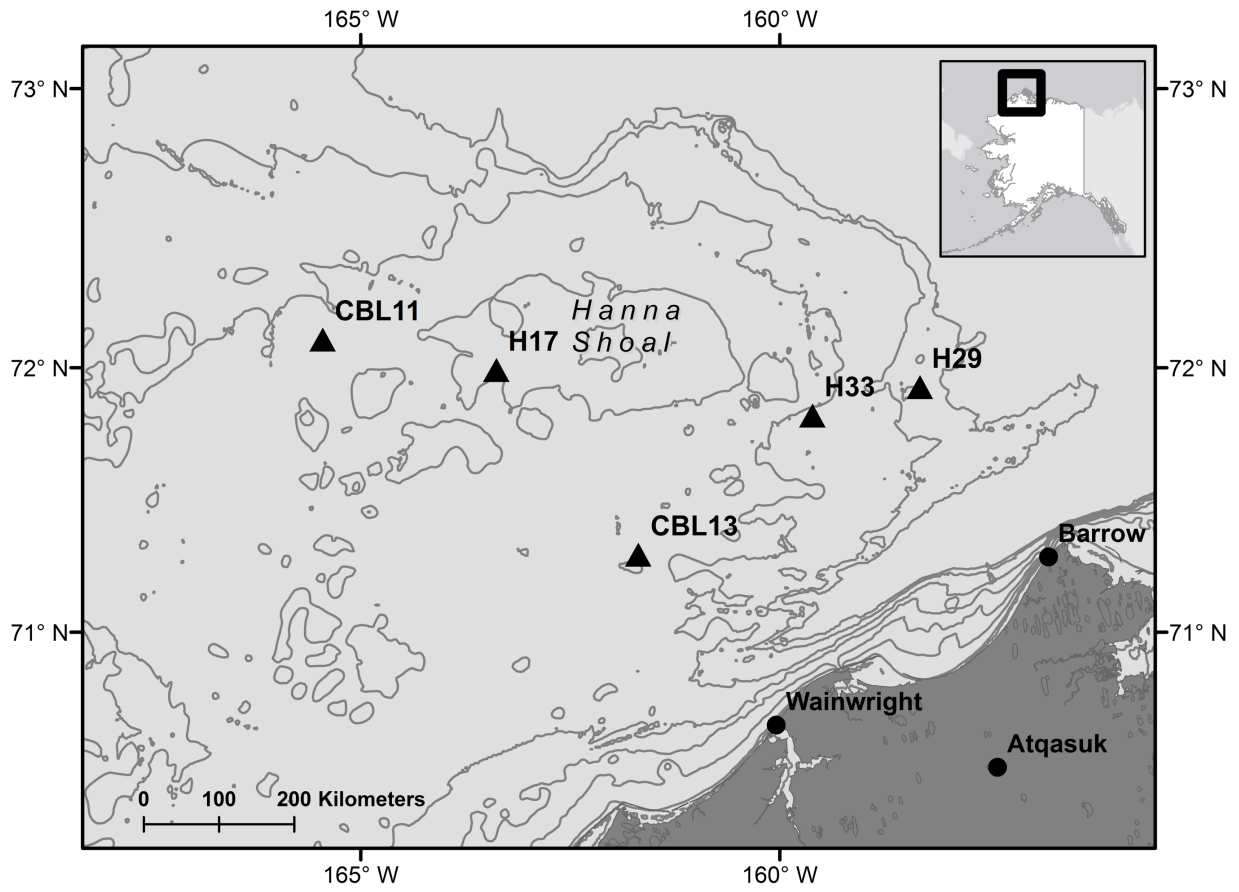 165° W 160° W
73° N 73° N
CBL11
Hanna
Shoal
H17
72° N 72° N
H29
H33
CBL13
Barrow
71° N 71° N
Wainwright
Atqasuk
0 100 200 Kilometers
165° W 160° W